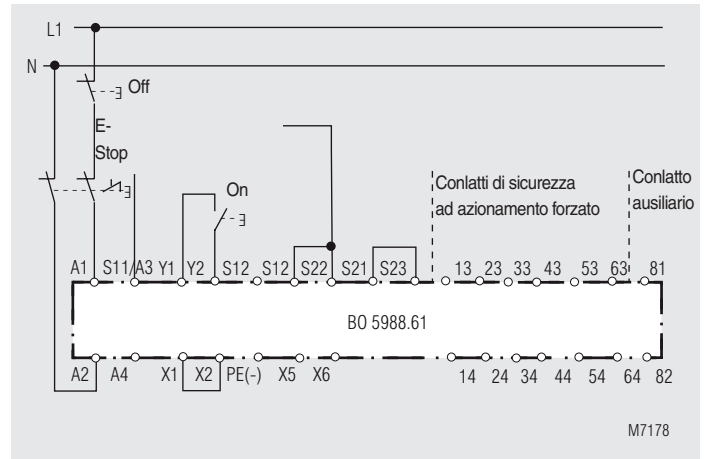 L1
N
Off
E-
Stop
On
Conlatti di sicurezza
ad azionamento forzato
Conlatto
ausiliario
A1 S11/A3 Y1 Y2 S12 S12 S22 S21 S23 13 23 33 43 53 63 81
BO 5988.61
A2 A4 X1 X2 PE(-) X5 X6 14 24 34 44 54 64 82
M7178